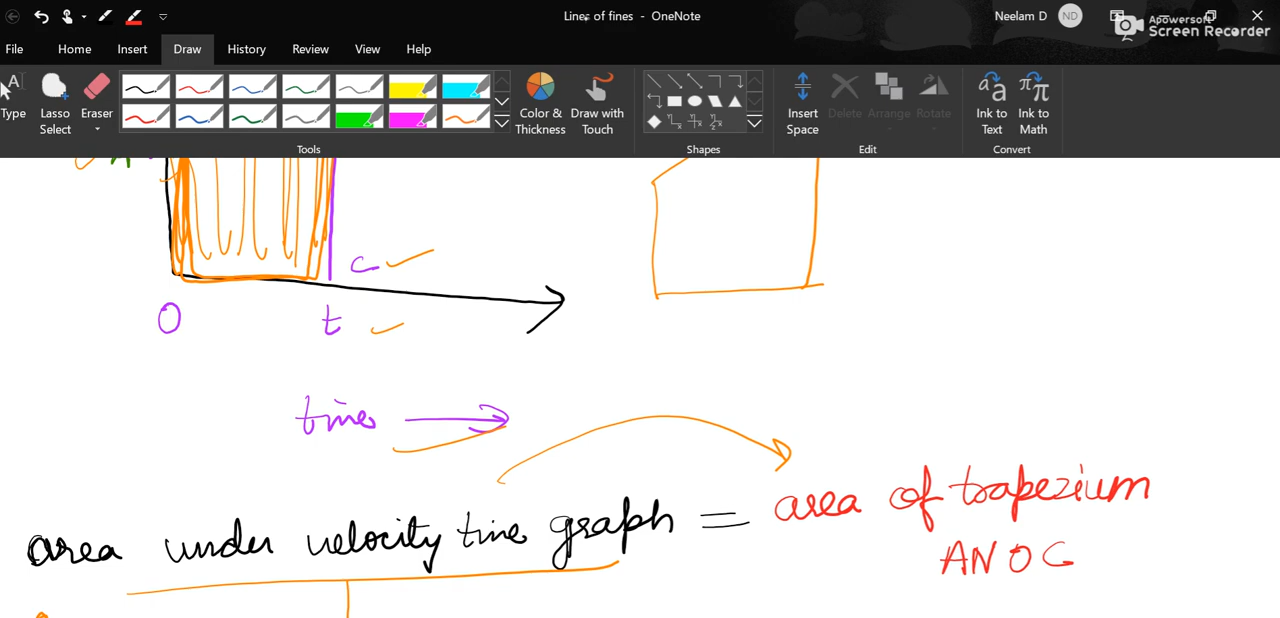 Lines of fines - OneNote
Neelam D
ND
Apowersoft
Screen Recorder
File Home Insert Draw History Review View Help
Type
Lasso Select
Eraser
Color & Thickness
Draw with Touch
Insert Space
Delete
Arrange
Rotate
Ink to Text
Ink to Math
Tools
Shapes
Edit
Convert
C
O
t
time
area under velocity time graph = area of trapezium
ANOC